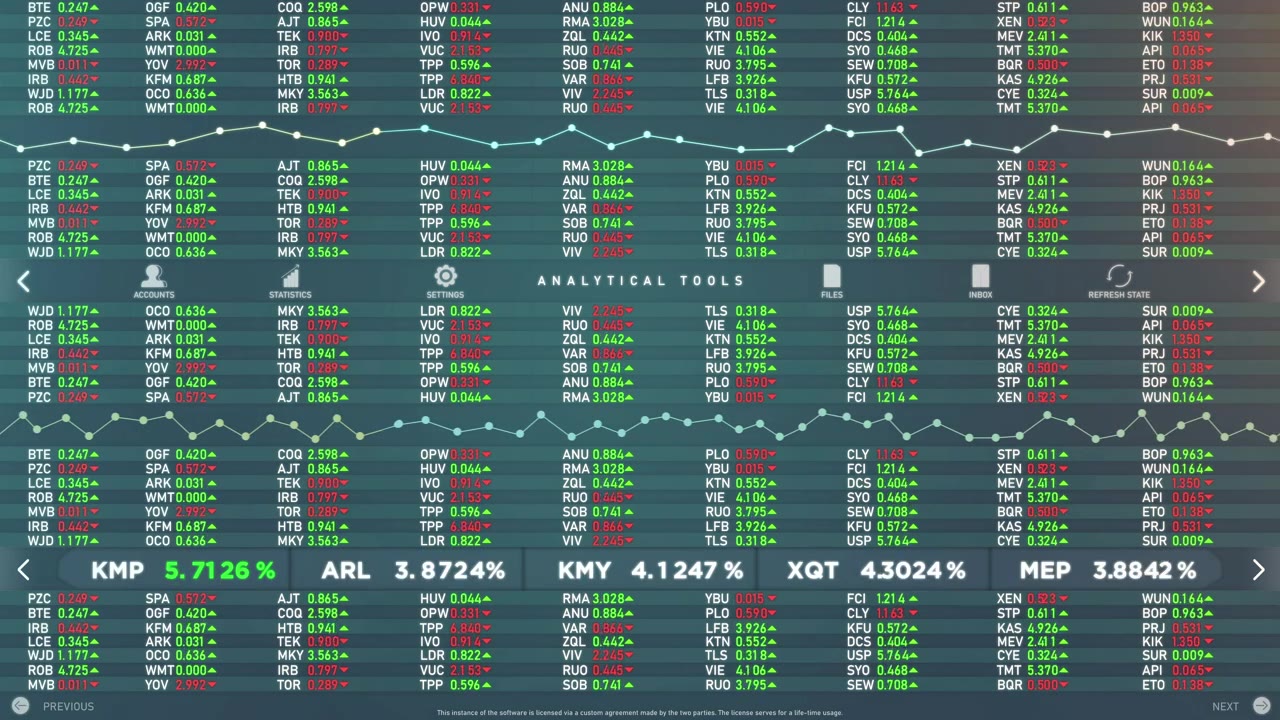 BTE 0.247 OGF 0.420 COQ 2.598 OPW 0.331 ANU 0.884 PLO 0.590 CLY 1.163 STP 0.611 BOP 0.963
PZC 0.249 SPA 0.572 AJT 0.865 HUV 0.044 RMA 3.028 YBU 0.015 FCI 1.214 XEN 0.523 WUN 0.164
LCE 0.345 ARK 0.031 TEK 0.900 IVO 0.914 ZQL 0.442 KTN 0.552 DCS 0.404 MEV 2.411 KIK 1.350
ROB 4.725 WMT 0.000 IRB 0.797 VUC 2.153 RUO 0.445 VIE 4.106 SYO 0.468 TMT 5.370 API 0.065
MVB 0.011 YOV 2.992 TOR 0.289 TPP 0.596 SOB 0.741 RUO 3.795 SEW 0.708 BQR 0.500 ETO 0.138
IRB 0.442 KFM 0.687 HTB 0.941 TPP 6.840 VAR 0.866 LFB 3.926 KFU 0.572 KAS 4.926 PRJ 0.531
WJD 1.177 OCO 0.636 MKY 3.563 LDR 0.822 VIV 2.245 TLS 0.318 USP 5.764 CYE 0.324 SUR 0.009
ROB 4.725 WMT 0.000 IRB 0.797 VUC 2.153 RUO 0.445 VIE 4.106 SYO 0.468 TMT 5.370 API 0.065
PZC 0.249 SPA 0.572 AJT 0.865 HUV 0.044 RMA 3.028 YBU 0.015 FCI 1.214 XEN 0.523 WUN 0.164
BTE 0.247 OGF 0.420 COQ 2.598 OPW 0.331 ANU 0.884 PLO 0.590 CLY 1.163 STP 0.611 BOP 0.963
LCE 0.345 ARK 0.031 TEK 0.900 IVO 0.914 ZQL 0.442 KTN 0.552 DCS 0.404 MEV 2.411 KIK 1.350
IRB 0.442 KFM 0.687 HTB 0.941 TPP 6.840 VAR 0.866 LFB 3.926 KFU 0.572 KAS 4.926 PRJ 0.531
MVB 0.011 YOV 2.992 TOR 0.289 TPP 0.596 SOB 0.741 RUO 3.795 SEW 0.708 BQR 0.500 ETO 0.138
ROB 4.725 WMT 0.000 IRB 0.797 VUC 2.153 RUO 0.445 VIE 4.106 SYO 0.468 TMT 5.370 API 0.065
WJD 1.177 OCO 0.636 MKY 3.563 LDR 0.822 VIV 2.245 TLS 0.318 USP 5.764 CYE 0.324 SUR 0.009
ANALYTICAL TOOLS
ACCOUNTS STATISTICS SETTINGS FILES INBOX REFRESH STATE
WJD 1.177 OCO 0.636 MKY 3.563 LDR 0.822 VIV 2.245 TLS 0.318 USP 5.764 CYE 0.324 SUR 0.009
ROB 4.725 WMT 0.000 IRB 0.797 VUC 2.153 RUO 0.445 VIE 4.106 SYO 0.468 TMT 5.370 API 0.065
LCE 0.345 ARK 0.031 TEK 0.900 IVO 0.914 ZQL 0.442 KTN 0.552 DCS 0.404 MEV 2.411 KIK 1.350
IRB 0.442 KFM 0.687 HTB 0.941 TPP 6.840 VAR 0.866 LFB 3.926 KFU 0.572 KAS 4.926 PRJ 0.531
MVB 0.011 YOV 2.992 TOR 0.289 TPP 0.596 SOB 0.741 RUO 3.795 SEW 0.708 BQR 0.500 ETO 0.138
BTE 0.247 OGF 0.420 COQ 2.598 OPW 0.331 ANU 0.884 PLO 0.590 CLY 1.163 STP 0.611 BOP 0.963
PZC 0.249 SPA 0.572 AJT 0.865 HUV 0.044 RMA 3.028 YBU 0.015 FCI 1.214 XEN 0.523 WUN 0.164
BTE 0.247 OGF 0.420 COQ 2.598 OPW 0.331 ANU 0.884 PLO 0.590 CLY 1.163 STP 0.611 BOP 0.963
PZC 0.249 SPA 0.572 AJT 0.865 HUV 0.044 RMA 3.028 YBU 0.015 FCI 1.214 XEN 0.523 WUN 0.164
LCE 0.345 ARK 0.031 TEK 0.900 IVO 0.914 ZQL 0.442 KTN 0.552 DCS 0.404 MEV 2.411 KIK 1.350
ROB 4.725 WMT 0.000 IRB 0.797 VUC 2.153 RUO 0.445 VIE 4.106 SYO 0.468 TMT 5.370 API 0.065
MVB 0.011 YOV 2.992 TOR 0.289 TPP 0.596 SOB 0.741 RUO 3.795 SEW 0.708 BQR 0.500 ETO 0.138
IRB 0.442 KFM 0.687 HTB 0.941 TPP 6.840 VAR 0.866 LFB 3.926 KFU 0.572 KAS 4.926 PRJ 0.531
WJD 1.177 OCO 0.636 MKY 3.563 LDR 0.822 VIV 2.245 TLS 0.318 USP 5.764 CYE 0.324 SUR 0.009
KMP 5.7126% ARL 3.8724% KMY 4.1247% XQT 4.3024% MEP 3.8842%
PZC 0.249 SPA 0.572 AJT 0.865 HUV 0.044 RMA 3.028 YBU 0.015 FCI 1.214 XEN 0.523 WUN 0.164
BTE 0.247 OGF 0.420 COQ 2.598 OPW 0.331 ANU 0.884 PLO 0.590 CLY 1.163 STP 0.611 BOP 0.963
IRB 0.442 KFM 0.687 HTB 0.941 TPP 6.840 VAR 0.866 LFB 3.926 KFU 0.572 KAS 4.926 PRJ 0.531
LCE 0.345 ARK 0.031 TEK 0.900 IVO 0.914 ZQL 0.442 KTN 0.552 DCS 0.404 MEV 2.411 KIK 1.350
WJD 1.177 OCO 0.636 MKY 3.563 LDR 0.822 VIV 2.245 TLS 0.318 USP 5.764 CYE 0.324 SUR 0.009
ROB 4.725 WMT 0.000 IRB 0.797 VUC 2.153 RUO 0.445 VIE 4.106 SYO 0.468 TMT 5.370 API 0.065
MVB 0.011 YOV 2.992 TOR 0.289 TPP 0.596 SOB 0.741 RUO 3.795 SEW 0.708 BQR 0.500 ETO 0.138
PREVIOUS NEXT
This instance of the software is licensed via a custom agreement made by the two parties. The license serves for a life-time usage.